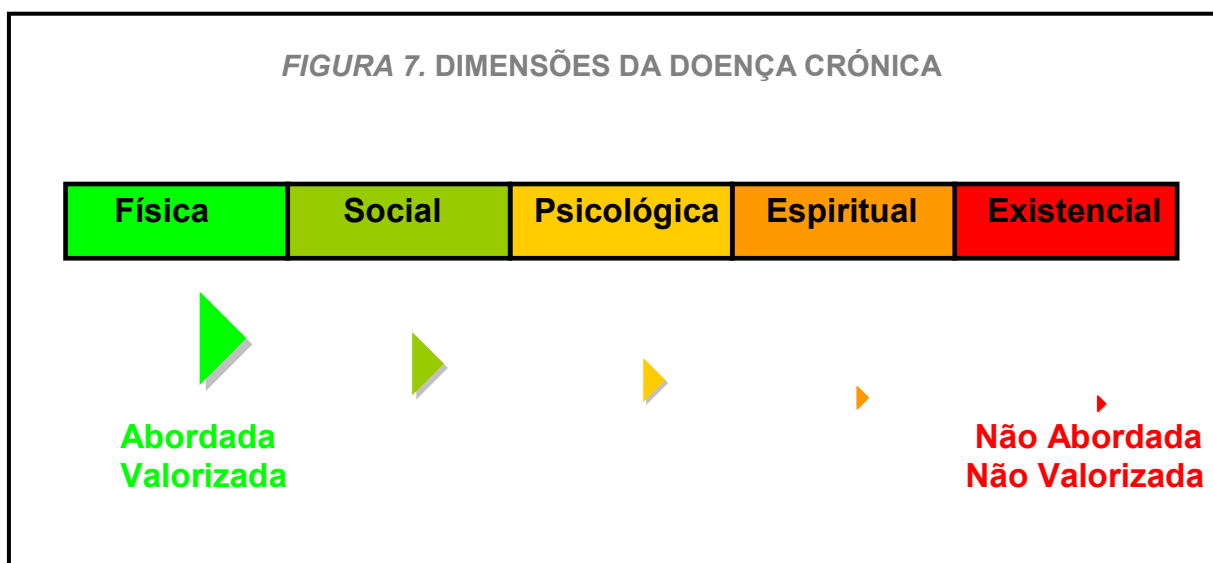 FIGURA 7. DIMENSÕES DA DOENÇA CRÓNICA
Física Social Psicológica Espiritual Existencial
Abordada
Valorizada
Não Abordada
Não Valorizada